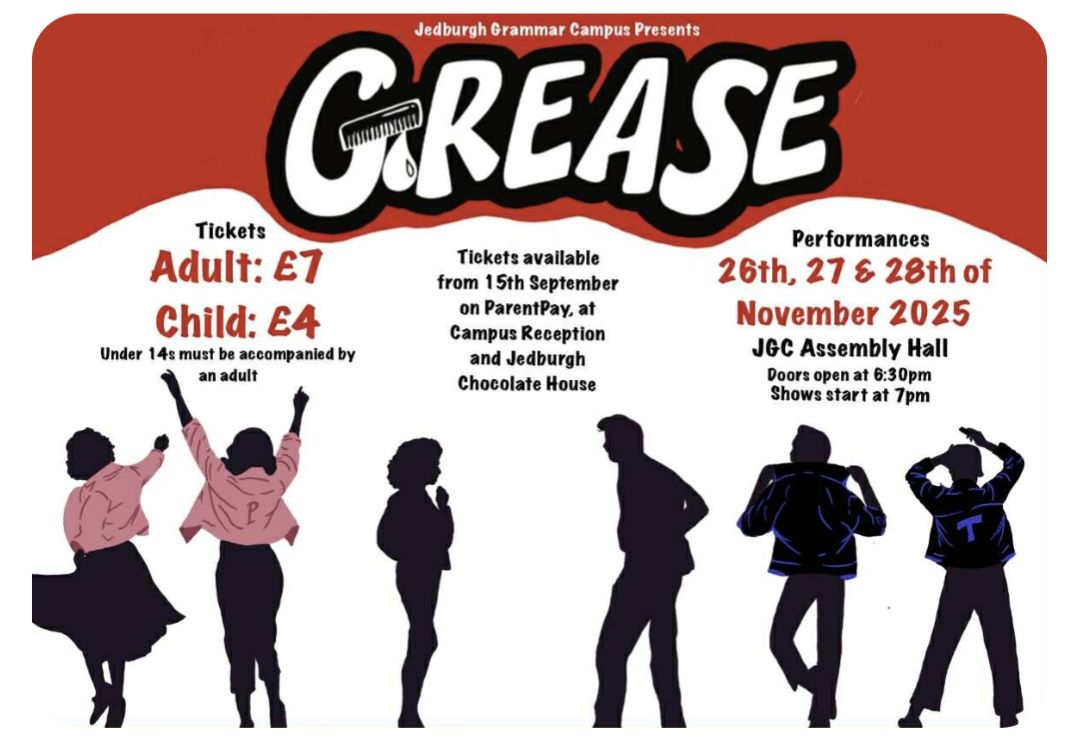 Jedburgh Grammar Campus Presents
GREASE
Tickets
Adult: £7
Child: £4
Under 14s must be accompanied by
an adult
Tickets available
from 15th September
on ParentPay, at
Campus Reception
and Jedburgh
Chocolate House
Performances
26th, 27 & 28th of
November 2025
JGC Assembly Hall
Doors open at 6:30pm
Shows start at 7pm
P
T